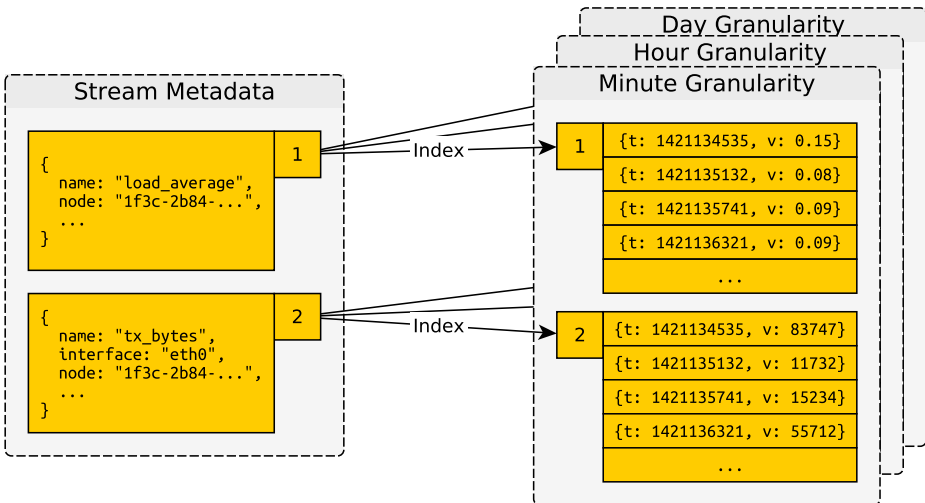 Day Granularity
Hour Granularity
Minute Granularity
Stream Metadata
1
{
name: "load_average",
node: "1f3c-2b84-...",
...
}
Index
1
{t: 1421134535, v: 0.15}
{t: 1421135132, v: 0.08}
{t: 1421135741, v: 0.09}
{t: 1421136321, v: 0.09}
...
2
{
name: "tx_bytes",
interface: "eth0",
node: "1f3c-2b84-...",
...
}
Index
2
{t: 1421134535, v: 83747}
{t: 1421135132, v: 11732}
{t: 1421135741, v: 15234}
{t: 1421136321, v: 55712}
...